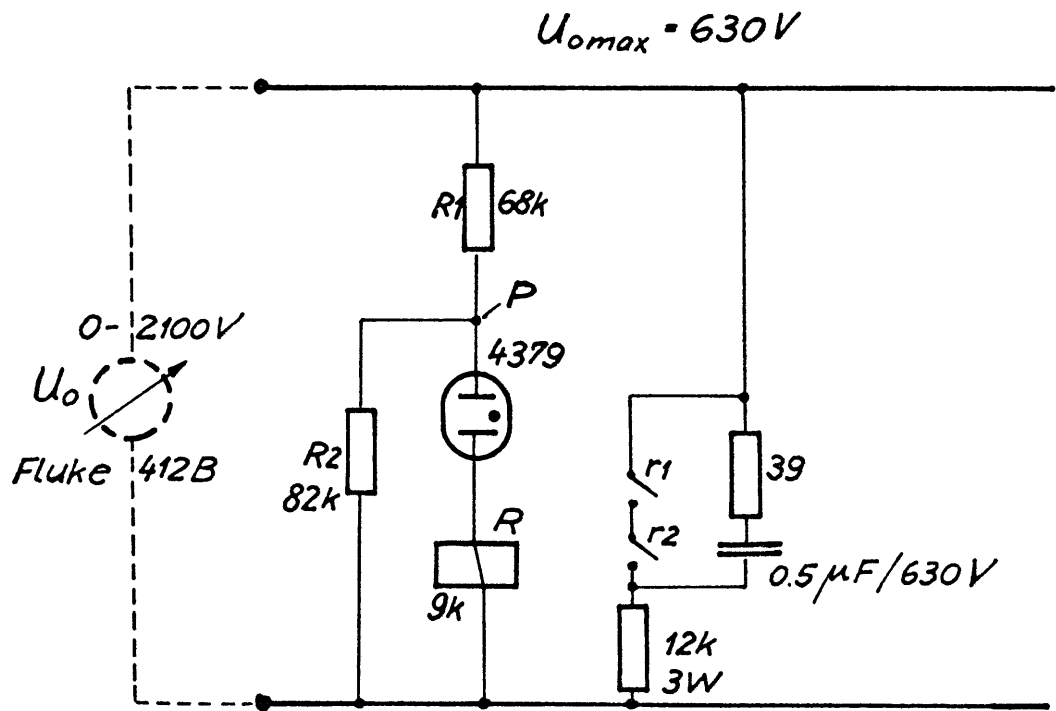 Uomax = 630V
R1 68k
P
0-2100V
4379
Uo
Fluke 412B
R2
82k
R
9k
r1
39
r2
0.5µF/630V
12k
3W